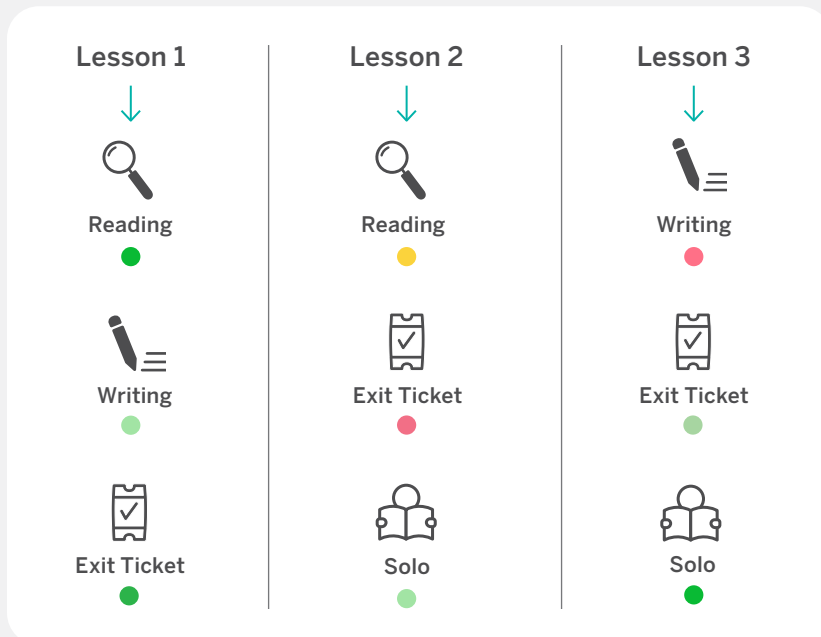 Lesson 1
Reading
Writing
Exit Ticket
Lesson 2
Reading
Exit Ticket
Solo
Lesson 3
Writing
Exit Ticket
Solo